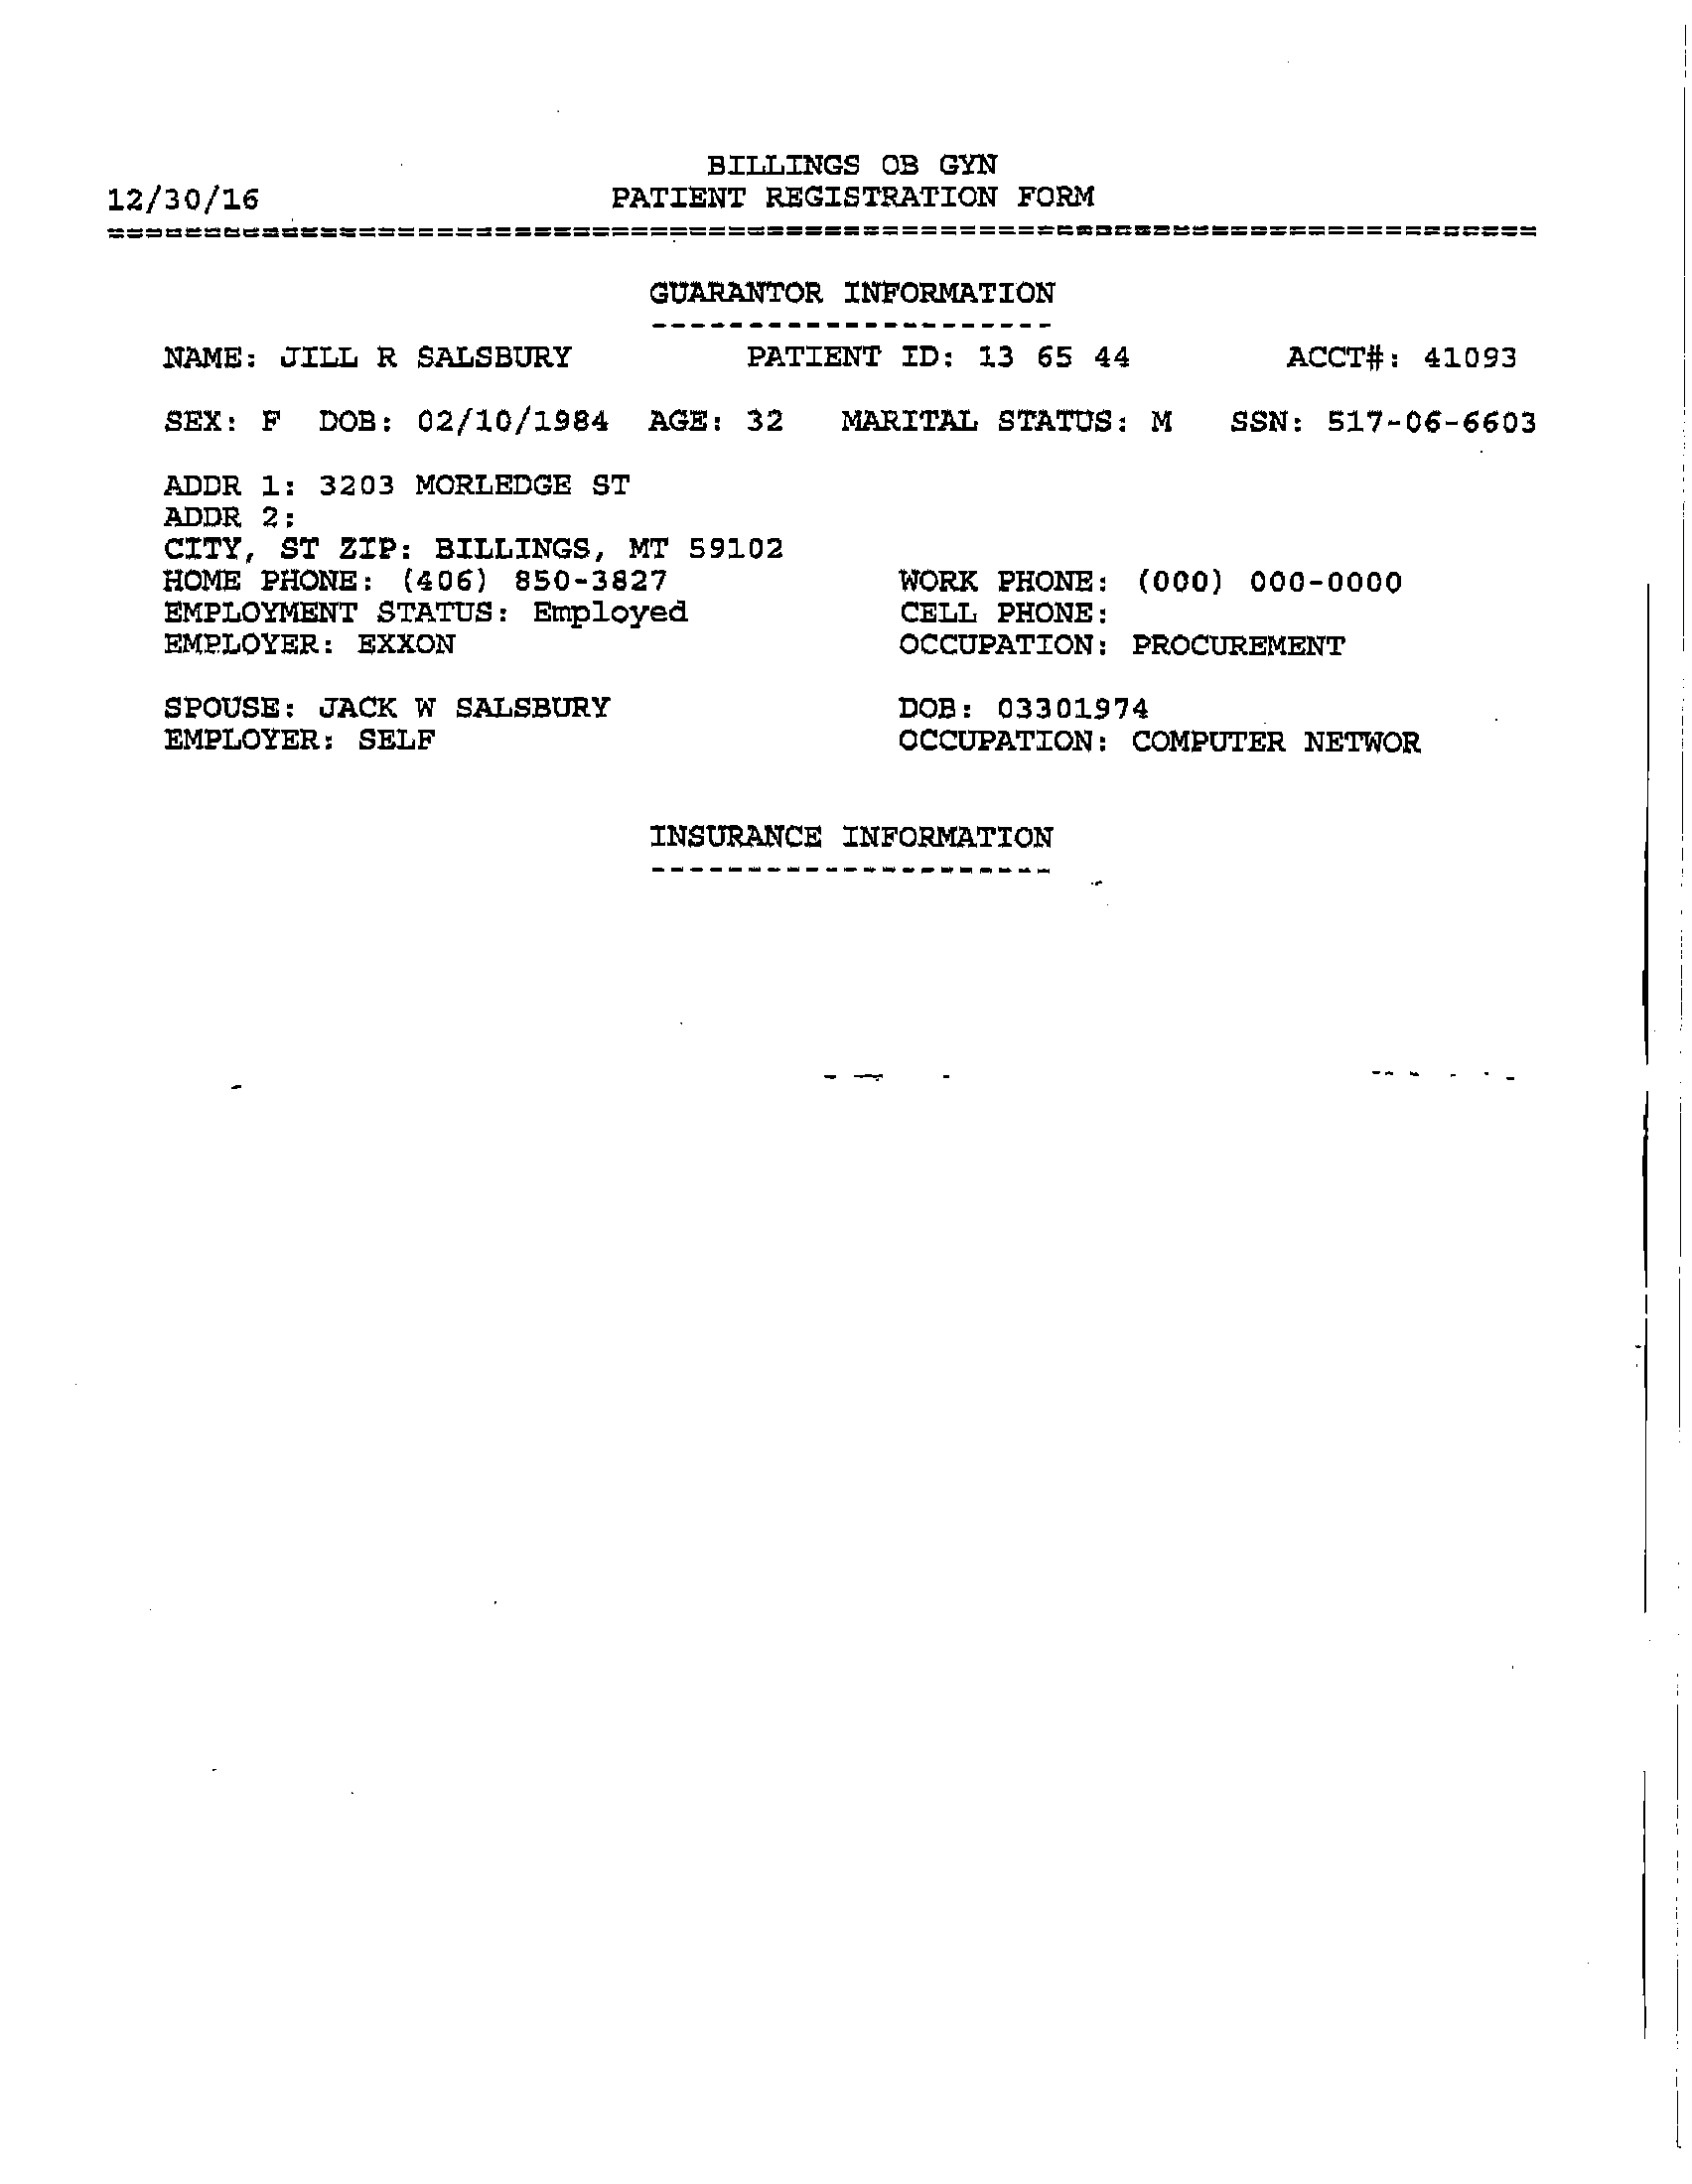 BILLINGS OB GYN
12/30/16 PATIENT REGISTRATION FORM
==========================================================================
GUARANTOR INFORMATION
---------------------
NAME: JILL R SALSBURY PATIENT ID: 13 65 44 ACCT#: 41093
SEX: F DOB: 02/10/1984 AGE: 32 MARITAL STATUS: M SSN: 517-06-6603
ADDR 1: 3203 MORLEDGE ST
ADDR 2:
CITY, ST ZIP: BILLINGS, MT 59102
HOME PHONE: (406) 850-3827 WORK PHONE: (000) 000-0000
EMPLOYMENT STATUS: Employed CELL PHONE:
EMPLOYER: EXXON OCCUPATION: PROCUREMENT
SPOUSE: JACK W SALSBURY DOB: 03301974
EMPLOYER: SELF OCCUPATION: COMPUTER NETWOR
INSURANCE INFORMATION
---------------------